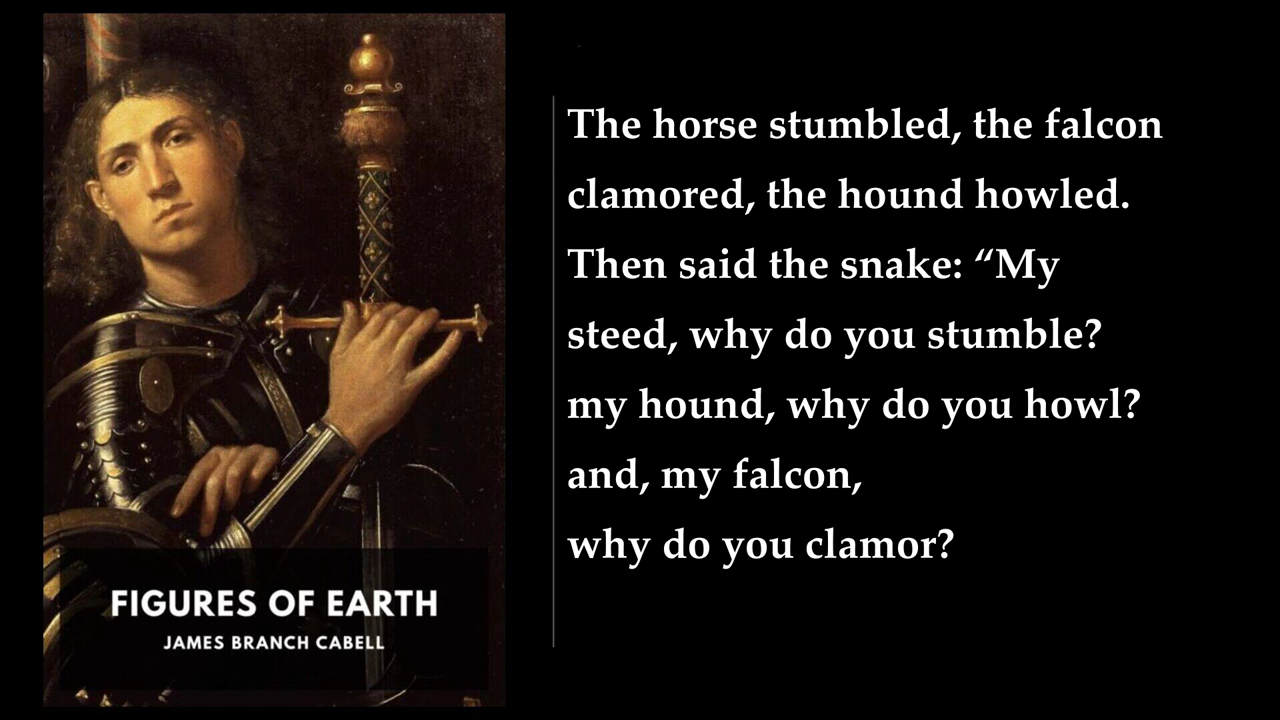 FIGURES OF EARTH
JAMES BRANCH CABELL
The horse stumbled, the falcon
clamored, the hound howled.
Then said the snake: “My
steed, why do you stumble?
my hound, why do you howl?
and, my falcon,
why do you clamor?